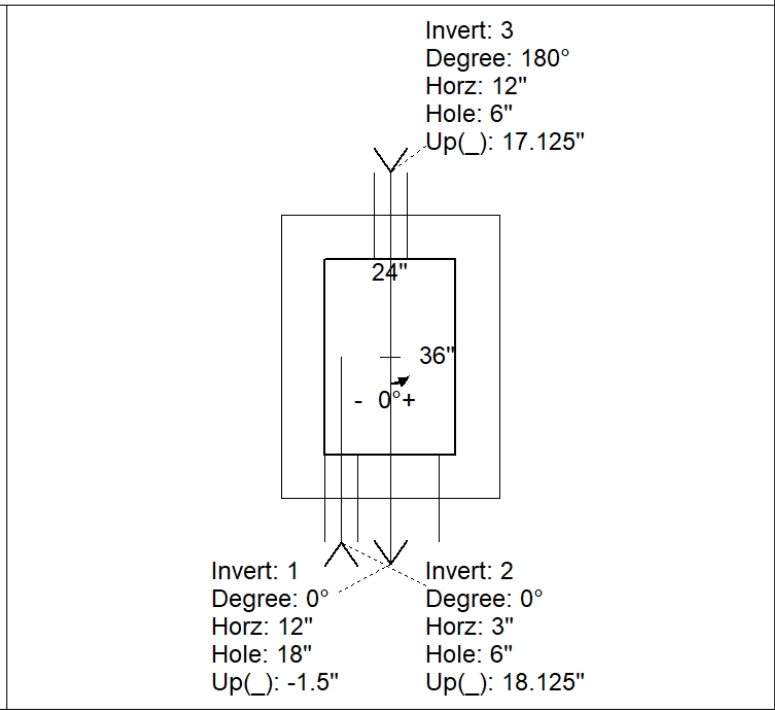 Invert: 3
Degree: 180°
Horz: 12"
Hole: 6"
Up(_): 17.125"
24"
36"
- 0°+
Invert: 1
Degree: 0°
Horz: 12"
Hole: 18"
Up(_): -1.5"
Invert: 2
Degree: 0°
Horz: 3"
Hole: 6"
Up(_): 18.125"